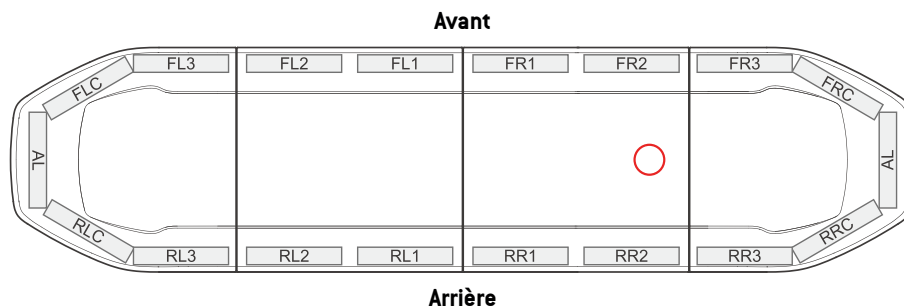 Avant
FLC FL3 FL2 FL1 FR1 FR2 FR3 FRC
AL AL
RLC RL3 RL2 RL1 RR1 RR2 RR3 RRC
Arrière